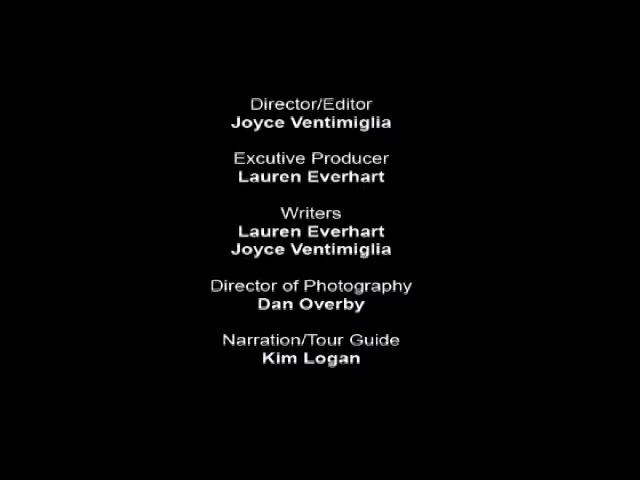 Director/Editor
Joyce Ventimiglia
Excutive Producer
Lauren Everhart
Writers
Lauren Everhart
Joyce Ventimiglia
Director of Photography
Dan Overby
Narration/Tour Guide
Kim Logan